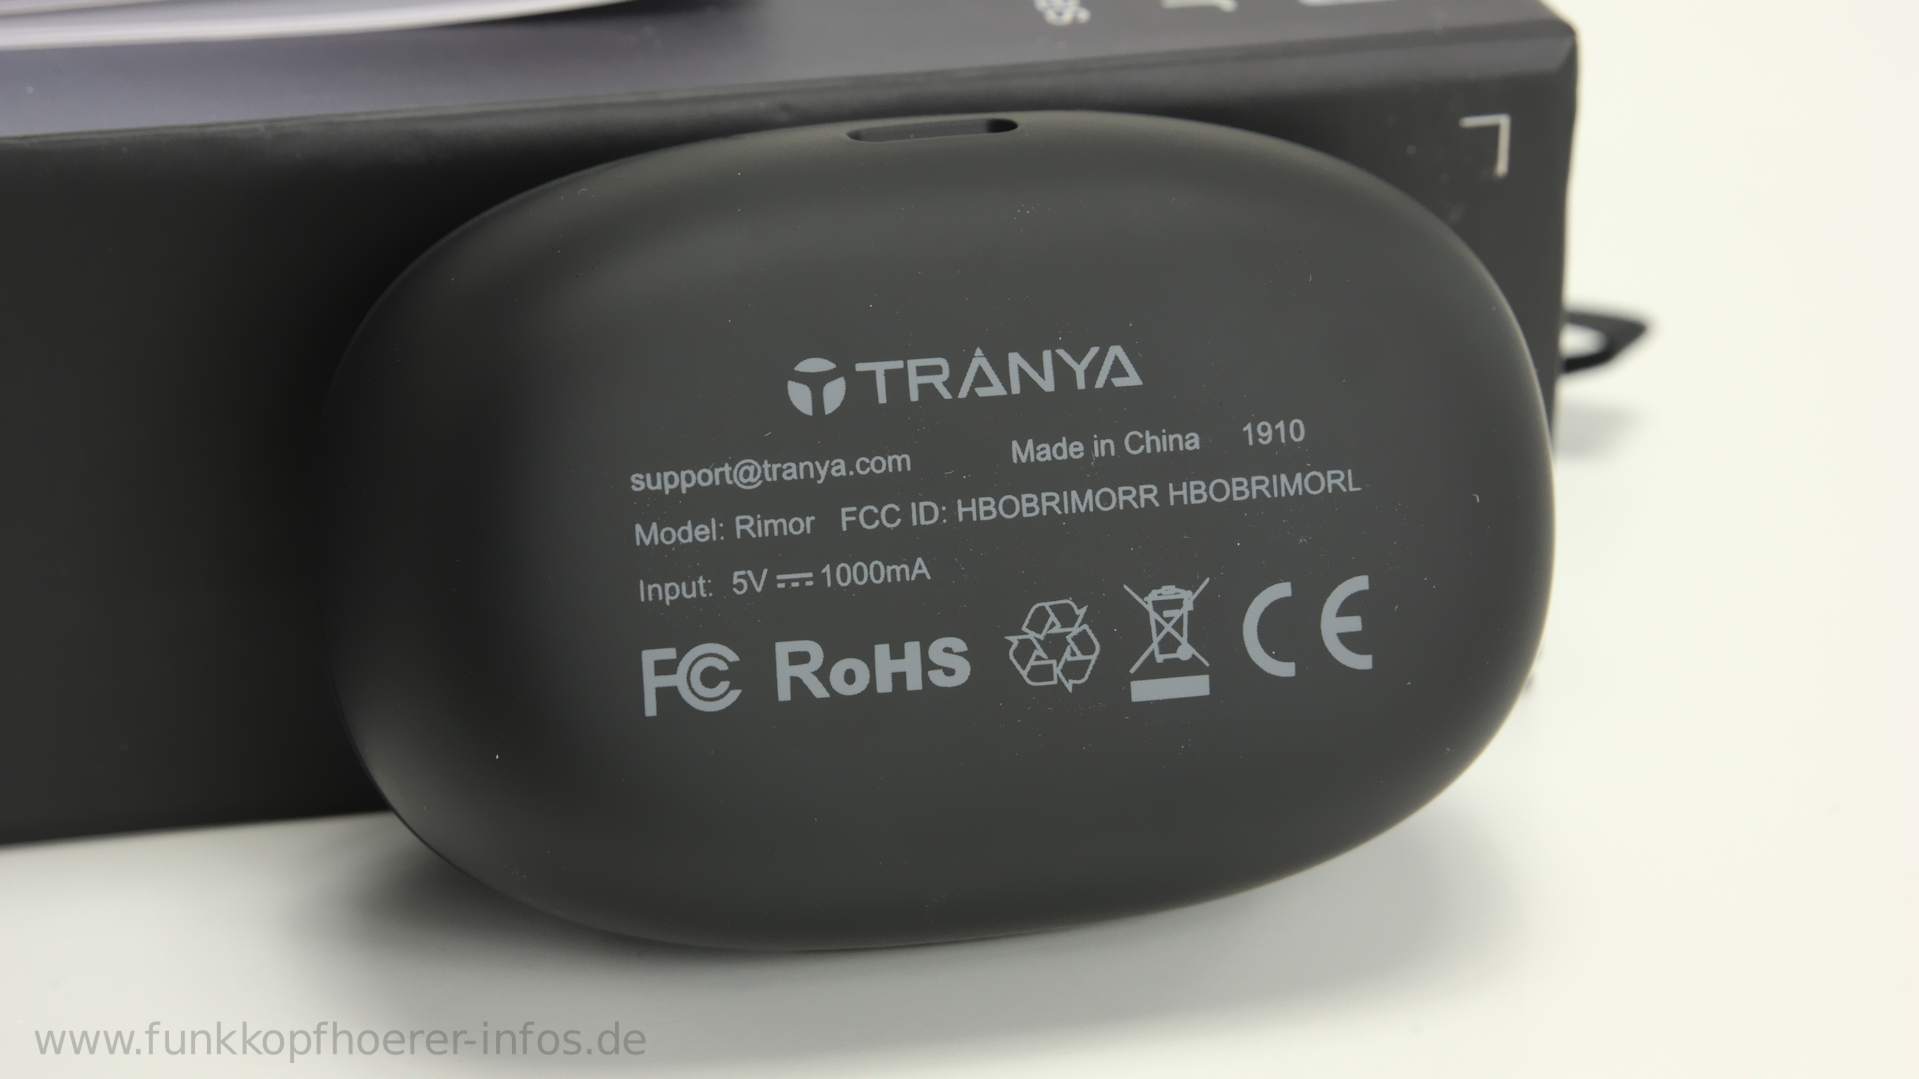 TRANYA
support@tranya.com Made in China 1910
Model: Rimor FCC ID: HBOBRIMORR HBOBRIMORL
Input: 5V 1000mA
FC RoHS CE
www.funkkopfhoerer-infos.de